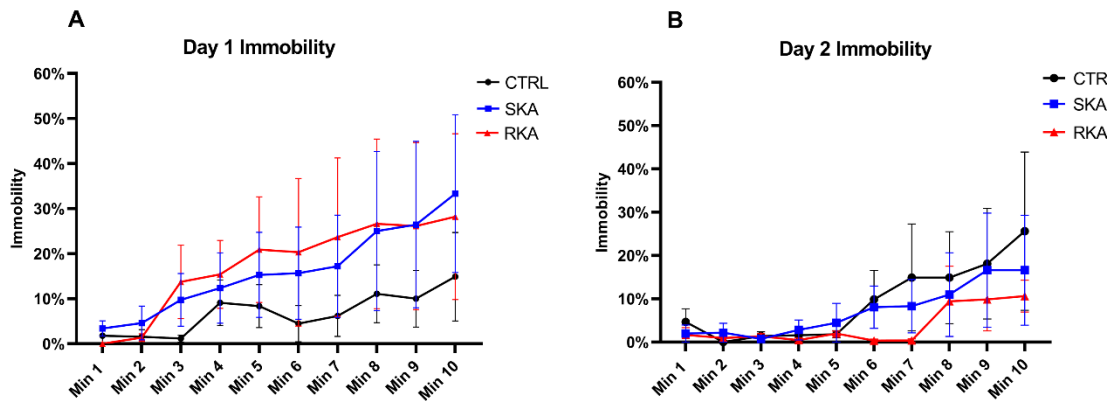 A
Day 1 Immobility
60%
50%
40%
30%
20%
10%
0%
Immobility
CTRL
SKA
RKA
Min 1
Min 2
Min 3
Min 4
Min 5
Min 6
Min 7
Min 8
Min 9
Min 10
B
Day 2 Immobility
60%
50%
40%
30%
20%
10%
0%
Immobility
CTR
SKA
RKA
Min 1
Min 2
Min 3
Min 4
Min 5
Min 6
Min 7
Min 8
Min 9
Min 10